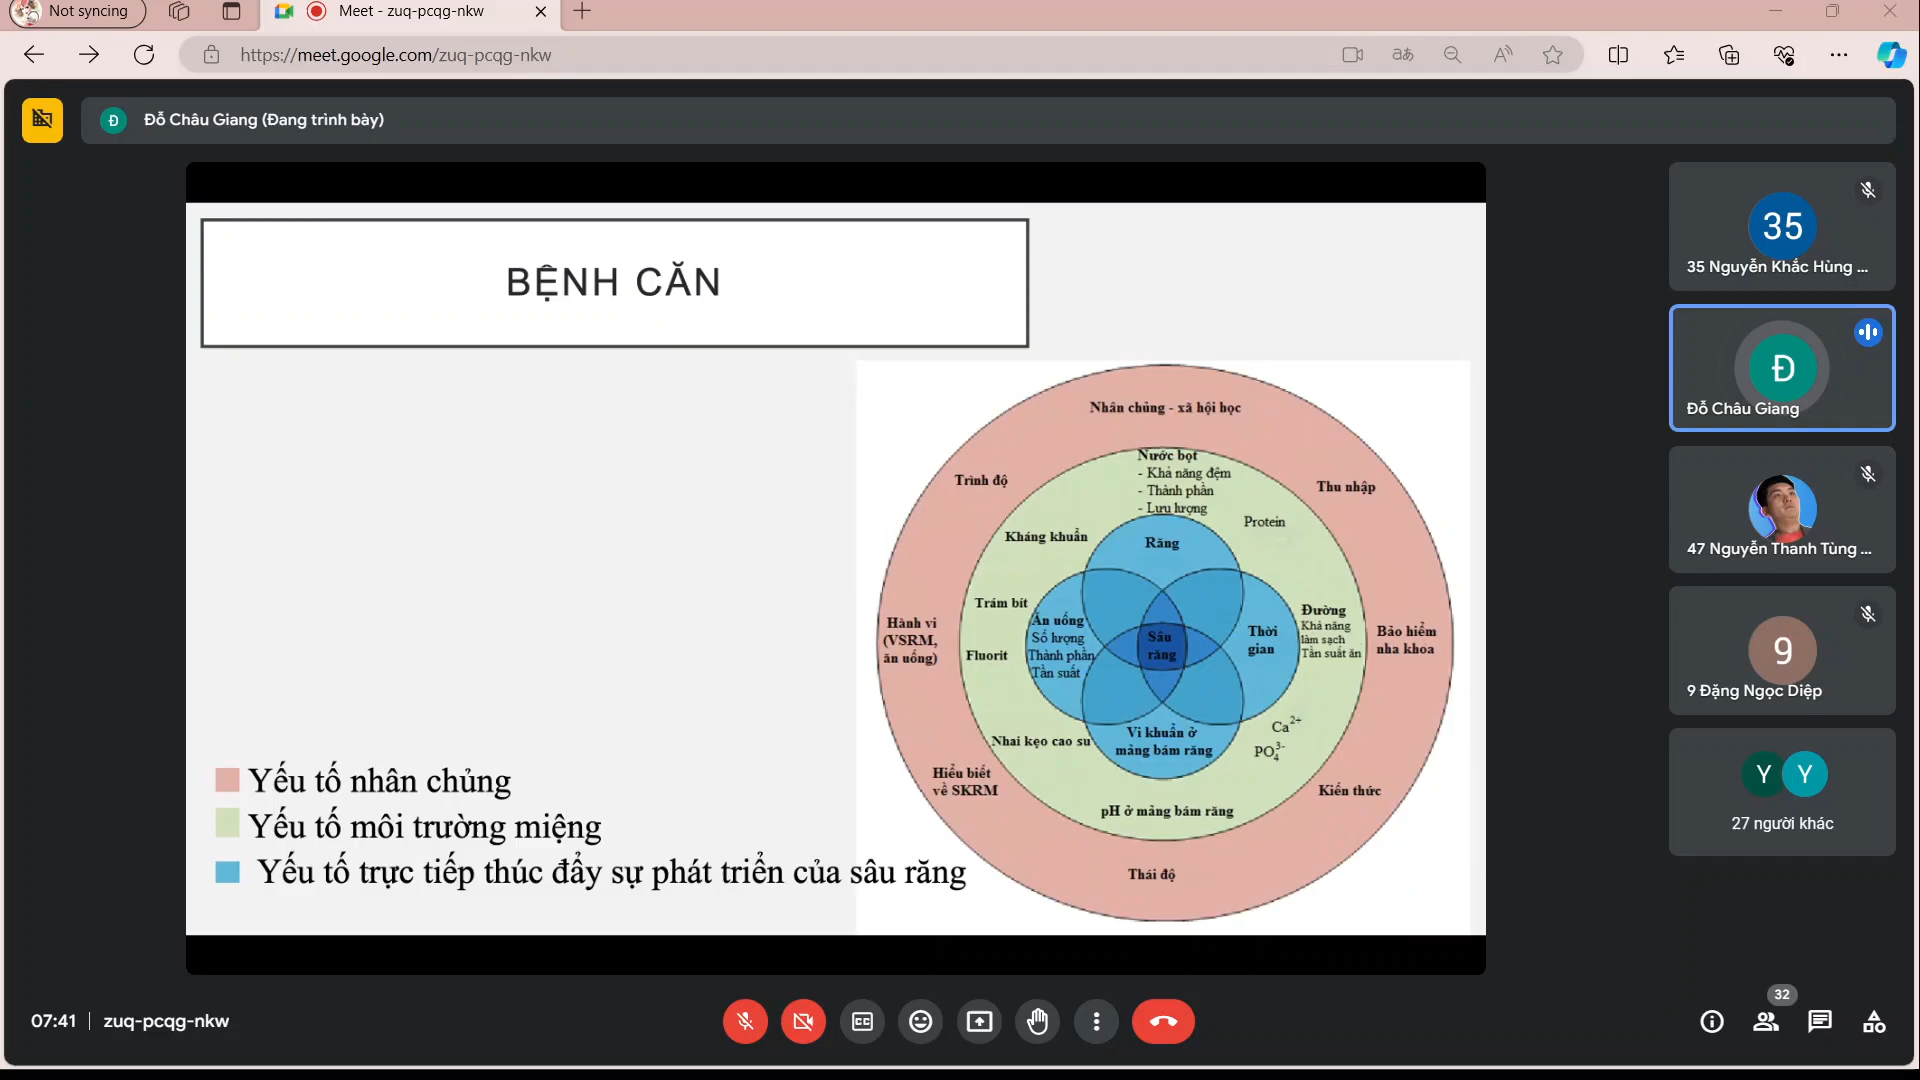 Not syncing
Meet - zuq-pcqg-nkw
https://meet.google.com/zuq-pcqg-nkw
Đ
Đỗ Châu Giang (Đang trình bày)
BỆNH CĂN
Nhân chủng - xã hội học
Trình độ
Thu nhập
Hành vi
(VSRM,
ăn uống)
Bảo hiểm
nha khoa
Hiểu biết
về SKRM
Kiến thức
Thái độ
Nước bọt
- Khả năng đệm
- Thành phần
- Lưu lượng
Protein
Kháng khuẩn
Trám bít
Fluorit
Nhai kẹo cao su
Đường
Khả năng
làm sạch
Tần suất ăn
Ca2+
PO43-
pH ở mảng bám răng
Răng
Ăn uống
Số lượng
Thành phần
Tần suất
Thời
gian
Sâu
răng
Vi khuẩn ở
mảng bám răng
Yếu tố nhân chủng
Yếu tố môi trường miệng
Yếu tố trực tiếp thúc đẩy sự phát triển của sâu răng
35
35 Nguyễn Khắc Hùng ...
Đ
Đỗ Châu Giang
47 Nguyễn Thanh Tùng ...
9
9 Đặng Ngọc Diệp
Y Y
27 người khác
07:41 | zuq-pcqg-nkw
CC
32